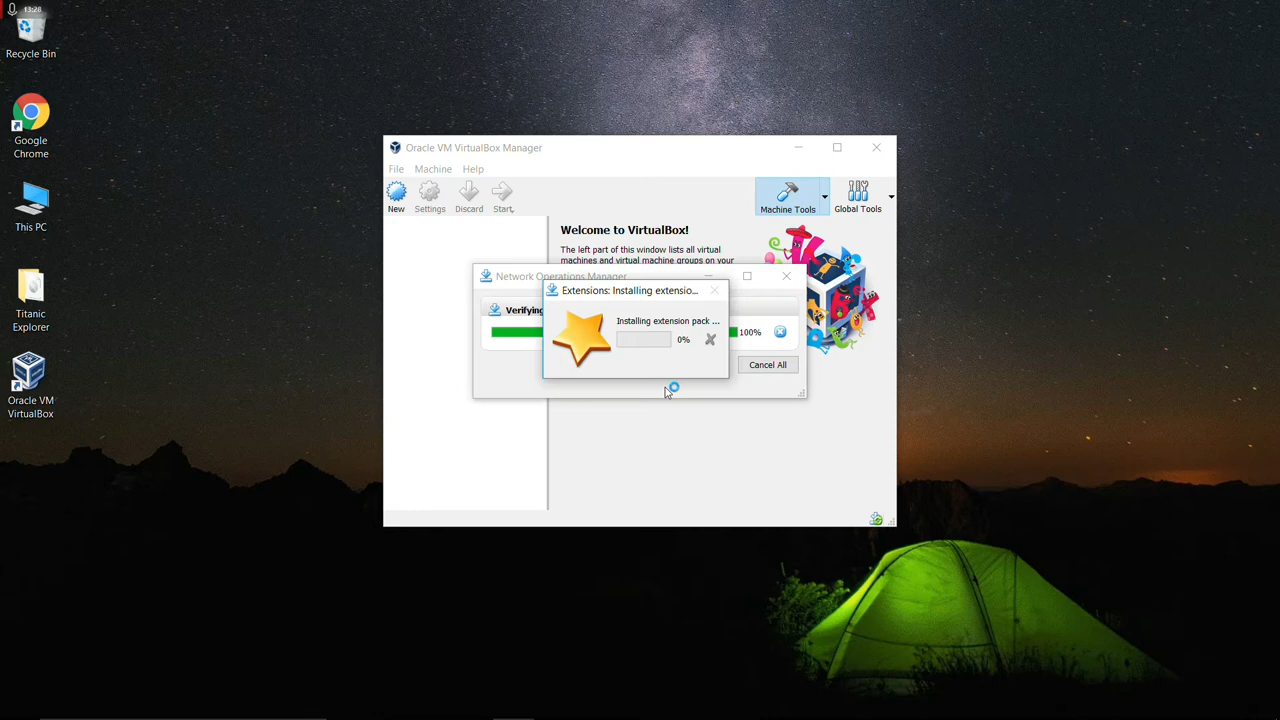 13:28
Recycle Bin
Google
Chrome
This PC
Titanic
Explorer
Oracle VM
VirtualBox
Oracle VM VirtualBox Manager
File Machine Help
New Settings Discard Start
Machine Tools Global Tools
Welcome to VirtualBox!
The left part of this window lists all virtual
machines and virtual machine groups on your
Network Operations Manager
Verifying
100%
Cancel All
Extensions: Installing extensio...
Installing extension pack ...
0%